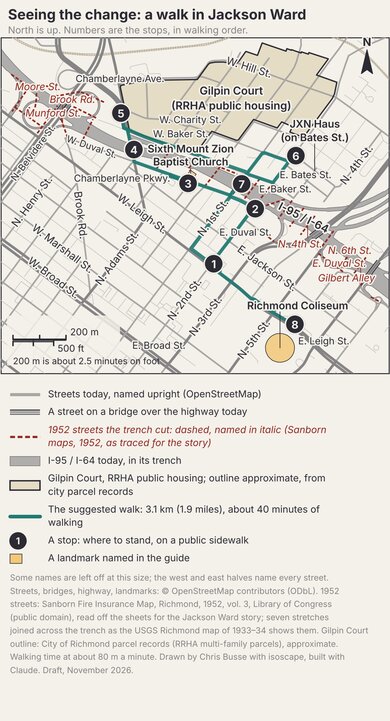 Seeing the change: a walk in Jackson Ward
North is up. Numbers are the stops, in walking order.
N
W. Hill St.
Chamberlayne Ave.
Moore St.
Gilpin Court
(RRHA public housing)
Brook Rd.
Munford St.
5
W. Charity St.
JXN Haus
(on Bates St.)
W. Baker St.
W. Duval St.
4
Sixth Mount Zion
Baptist Church
6
N. Belvidere St.
N. 4th St.
E. Bates St.
Chamberlayne Pkwy.
3
7
E. Baker St.
N. Henry St.
Brook Rd.
W. Leigh St.
2
I-95 / I-64
N. 1st St.
E. Duval St.
N. 4th St.
W. Marshall St.
N. Adams St.
N. 6th St.
E. Duval St.
E. Jackson St.
W. Broad St.
1
Gilbert Alley
N. 2nd St.
N. 3rd St.
Richmond Coliseum
8
200 m
500 ft
E. Broad St.
N. 5th St.
E. Leigh St.
200 m is about 2.5 minutes on foot
Streets today, named upright (OpenStreetMap)
A street on a bridge over the highway today
1952 streets the trench cut: dashed, named in italic (Sanborn
maps, 1952, as traced for the story)
I-95 / I-64 today, in its trench
Gilpin Court, RRHA public housing; outline approximate, from
city parcel records
The suggested walk: 3.1 km (1.9 miles), about 40 minutes of
walking
1 A stop: where to stand, on a public sidewalk
A landmark named in the guide
Some names are left off at this size; the west and east halves name every street.
Streets, bridges, highway, landmarks: © OpenStreetMap contributors (ODbL). 1952
streets: Sanborn Fire Insurance Map, Richmond, 1952, vol. 3, Library of Congress
(public domain), read off the sheets for the Jackson Ward story; seven stretches
joined across the trench as the USGS Richmond map of 1933–34 shows them. Gilpin Court
outline: City of Richmond parcel records (RRHA multi-family parcels), approximate.
Walking time at about 80 m a minute. Drawn by Chris Busse with isoscape, built with
Claude. Draft, November 2026.